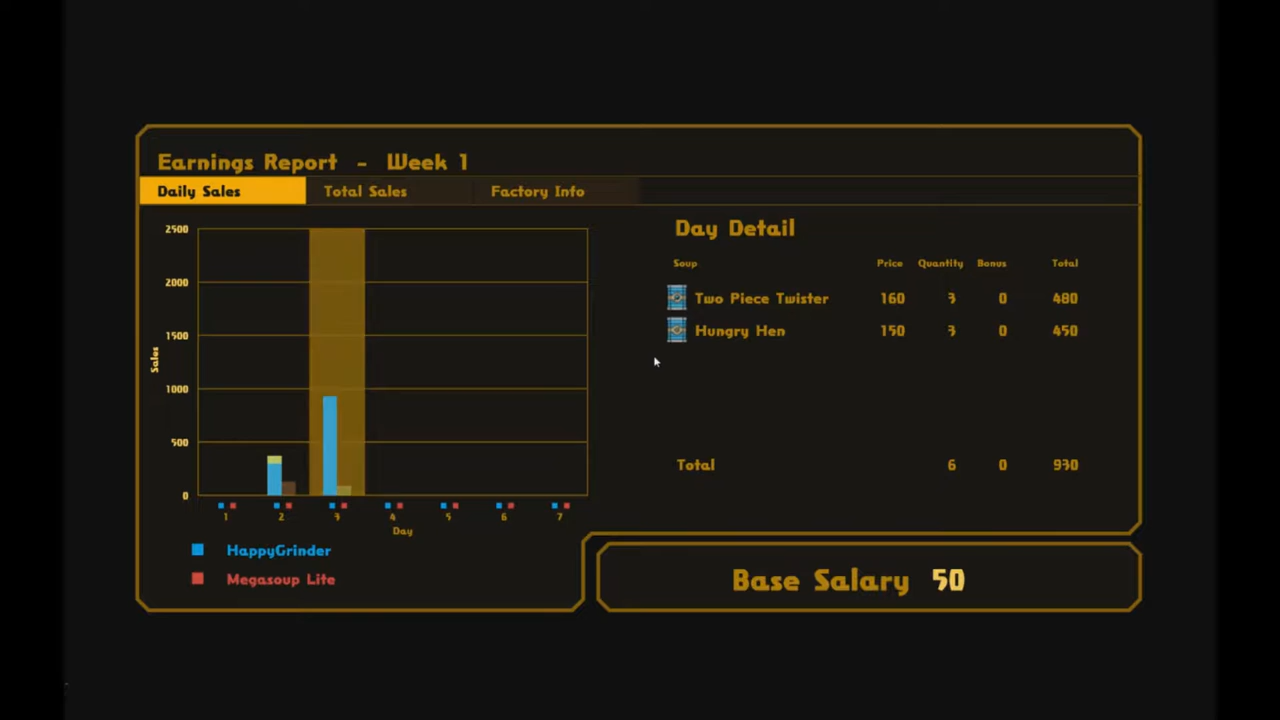 Earnings Report - Week 1
Daily Sales Total Sales Factory Info
Day Detail
Soup Price Quantity Bonus Total
Two Piece Twister 160 3 0 480
Hungry Hen 150 3 0 450
Total 6 0 930
2500
2000
1500
1000
500
0
Sales
1 2 3 4 5 6 7
Day
HappyGrinder
Megasoup Lite
Base Salary 50